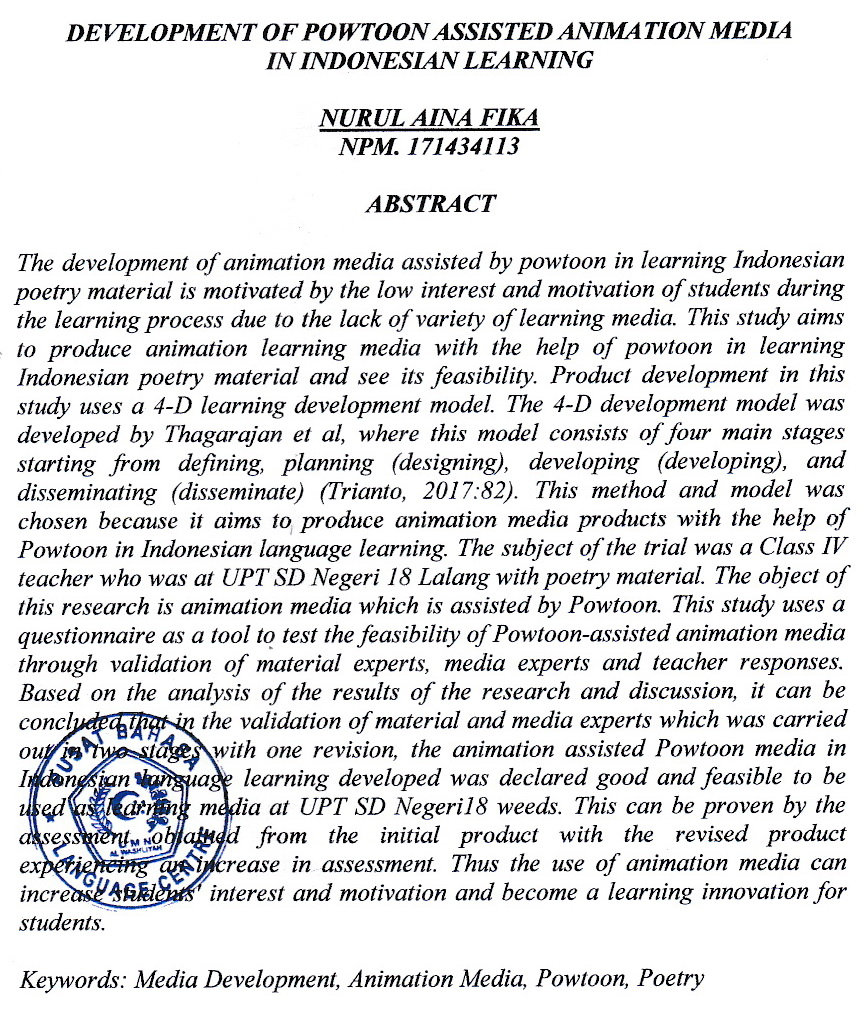 DEVELOPMENT OF POWTOON ASSISTED ANIMATION MEDIA
IN INDONESIAN LEARNING
NURUL AINA FIKA
NPM. 171434113
ABSTRACT
The development of animation media assisted by powtoon in learning Indonesian
poetry material is motivated by the low interest and motivation of students during
the learning process due to the lack of variety of learning media. This study aims
to produce animation learning media with the help of powtoon in learning
Indonesian poetry material and see its feasibility. Product development in this
study uses a 4-D learning development model. The 4-D development model was
developed by Thagarajan et al, where this model consists of four main stages
starting from defining, planning (designing), developing (developing), and
disseminating (disseminate) (Trianto, 2017:82). This method and model was
chosen because it aims to produce animation media products with the help of
Powtoon in Indonesian language learning. The subject of the trial was a Class IV
teacher who was at UPT SD Negeri 18 Lalang with poetry material. The object of
this research is animation media which is assisted by Powtoon. This study uses a
questionnaire as a tool to test the feasibility of Powtoon-assisted animation media
through validation of material experts, media experts and teacher responses.
Based on the analysis of the results of the research and discussion, it can be
concluded that in the validation of material and media experts which was carried
out in two stages with one revision, the animation assisted Powtoon media in
Indonesian language learning developed was declared good and feasible to be
used as learning media at UPT SD Negeri18 weeds. This can be proven by the
assessment obtained from the initial product with the revised product
experiencing an increase in assessment. Thus the use of animation media can
increase students' interest and motivation and become a learning innovation for
students.
Keywords: Media Development, Animation Media, Powtoon, Poetry
PUSAT BAHASA
UMN
AL WASHLIYAH
LANGUAGE CENTRE